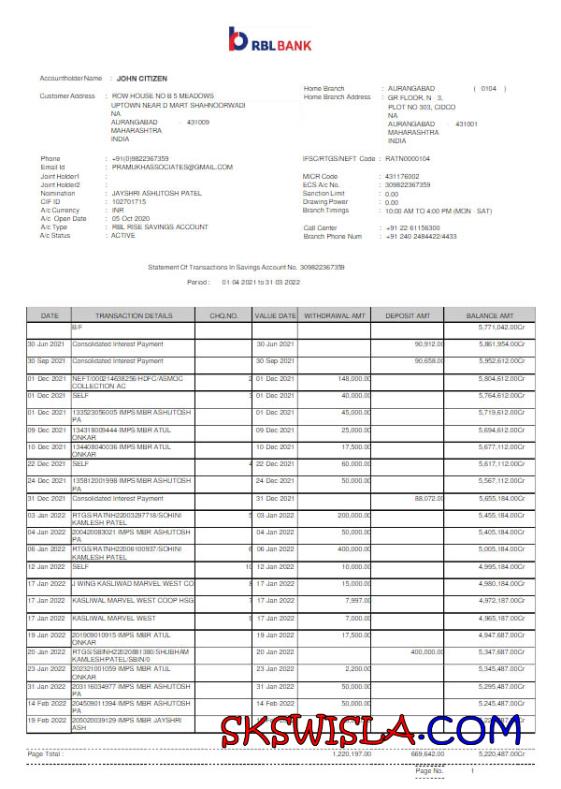 RBL BANK
Accountholder Name : JOHN CITIZEN
Customer Address : ROW HOUSE NO B 5 MEADOWS
UPTOWN NEAR D MART SHAHNOORWADI
NA
AURANGABAD - 431009
MAHARASHTRA
INDIA
Home Branch : AURANGABAD ( 0104 )
Home Branch Address : GR FLOOR, N 3,
PLOT NO 303, CIDCO
NA
AURANGABAD - 431001
MAHARASHTRA
INDIA
Phone : +91(0)9822367359
Email Id : PRAMUKHASSOCIATES@GMAIL.COM
Joint Holder1 :
Joint Holder2 :
Nomination : JAYSHRI ASHUTOSH PATEL
CIF ID : 102701715
A/c Currency : INR
A/c Open Date : 05 Oct 2020
A/c Type : RBL RISE SAVINGS ACCOUNT
A/c Status : ACTIVE
IFSC/RTGS/NEFT Code : RATN0000104
MICR Code : 431176002
ECS A/c No. : 309822367359
Sanction Limit : 0.00
Drawing Power : 0.00
Branch Timings : 10:00 AM TO 4:00 PM (MON - SAT)
Call Center : +91 22 61156300
Branch Phone Num : +91 240 2484422/4433
Statement Of Transactions In Savings Account No. 309822367359
Period : 01 04 2021 to 31 03 2022
DATE TRANSACTION DETAILS CHQ.NO. VALUE DATE WITHDRAWAL AMT DEPOSIT AMT BALANCE AMT
B/F 5,771,042.00Cr
30 Jun 2021 Consolidated Interest Payment 30 Jun 2021 90,912.00 5,861,954.00Cr
30 Sep 2021 Consolidated Interest Payment 30 Sep 2021 90,658.00 5,952,612.00Cr
01 Dec 2021 NEFT/000214638256/HDFC/ASMOC 2 01 Dec 2021 148,000.00 5,804,612.00Cr
COLLECTION AC
01 Dec 2021 SELF 3 01 Dec 2021 40,000.00 5,764,612.00Cr
01 Dec 2021 133523056005 IMPS MBR ASHUTOSH 01 Dec 2021 45,000.00 5,719,612.00Cr
PA
09 Dec 2021 134318009444 IMPS MBR ATUL 09 Dec 2021 25,000.00 5,694,612.00Cr
ONKAR
10 Dec 2021 134408040036 IMPS MBR ATUL 10 Dec 2021 17,500.00 5,677,112.00Cr
ONKAR
22 Dec 2021 SELF 4 22 Dec 2021 60,000.00 5,617,112.00Cr
24 Dec 2021 135812001998 IMPS MBR ASHUTOSH 24 Dec 2021 50,000.00 5,567,112.00Cr
PA
31 Dec 2021 Consolidated Interest Payment 31 Dec 2021 88,072.00 5,655,184.00Cr
03 Jan 2022 RTGS/RATNH22003297718/SOHINI 5 03 Jan 2022 200,000.00 5,455,184.00Cr
KAMLESH PATEL
04 Jan 2022 200420083021 IMPS MBR ASHUTOSH 04 Jan 2022 50,000.00 5,405,184.00Cr
PA
06 Jan 2022 RTGS/RATNH22006100937/SOHINI 6 06 Jan 2022 400,000.00 5,005,184.00Cr
KAMLESH PATEL
12 Jan 2022 SELF 10 12 Jan 2022 10,000.00 4,995,184.00Cr
17 Jan 2022 J WING KASLIWAD MARVEL WEST CO 8 17 Jan 2022 15,000.00 4,980,184.00Cr
17 Jan 2022 KASLIWAL MARVEL WEST COOP HSG 7 17 Jan 2022 7,997.00 4,972,187.00Cr
17 Jan 2022 KASLIWAL MARVEL WEST 9 17 Jan 2022 7,000.00 4,965,187.00Cr
19 Jan 2022 201909010915 IMPS MBR ATUL 19 Jan 2022 17,500.00 4,947,687.00Cr
ONKAR
20 Jan 2022 RTGS/SBINH22020881380/SHUBHAM 20 Jan 2022 400,000.00 5,347,687.00Cr
KAMLESH PATEL/SBIN/0
23 Jan 2022 202321001059 IMPS MBR ATUL 23 Jan 2022 2,200.00 5,345,487.00Cr
ONKAR
31 Jan 2022 203116034977 IMPS MBR ASHUTOSH 31 Jan 2022 50,000.00 5,295,487.00Cr
PA
14 Feb 2022 204509011394 IMPS MBR ASHUTOSH 14 Feb 2022 50,000.00 5,245,487.00Cr
PA
19 Feb 2022 205020039129 IMPS MBR JAYSHRI
ASH
SKSWISLA.COM
Page Total : 1,220,197.00 669,642.00 5,220,487.00Cr
Page No. 1